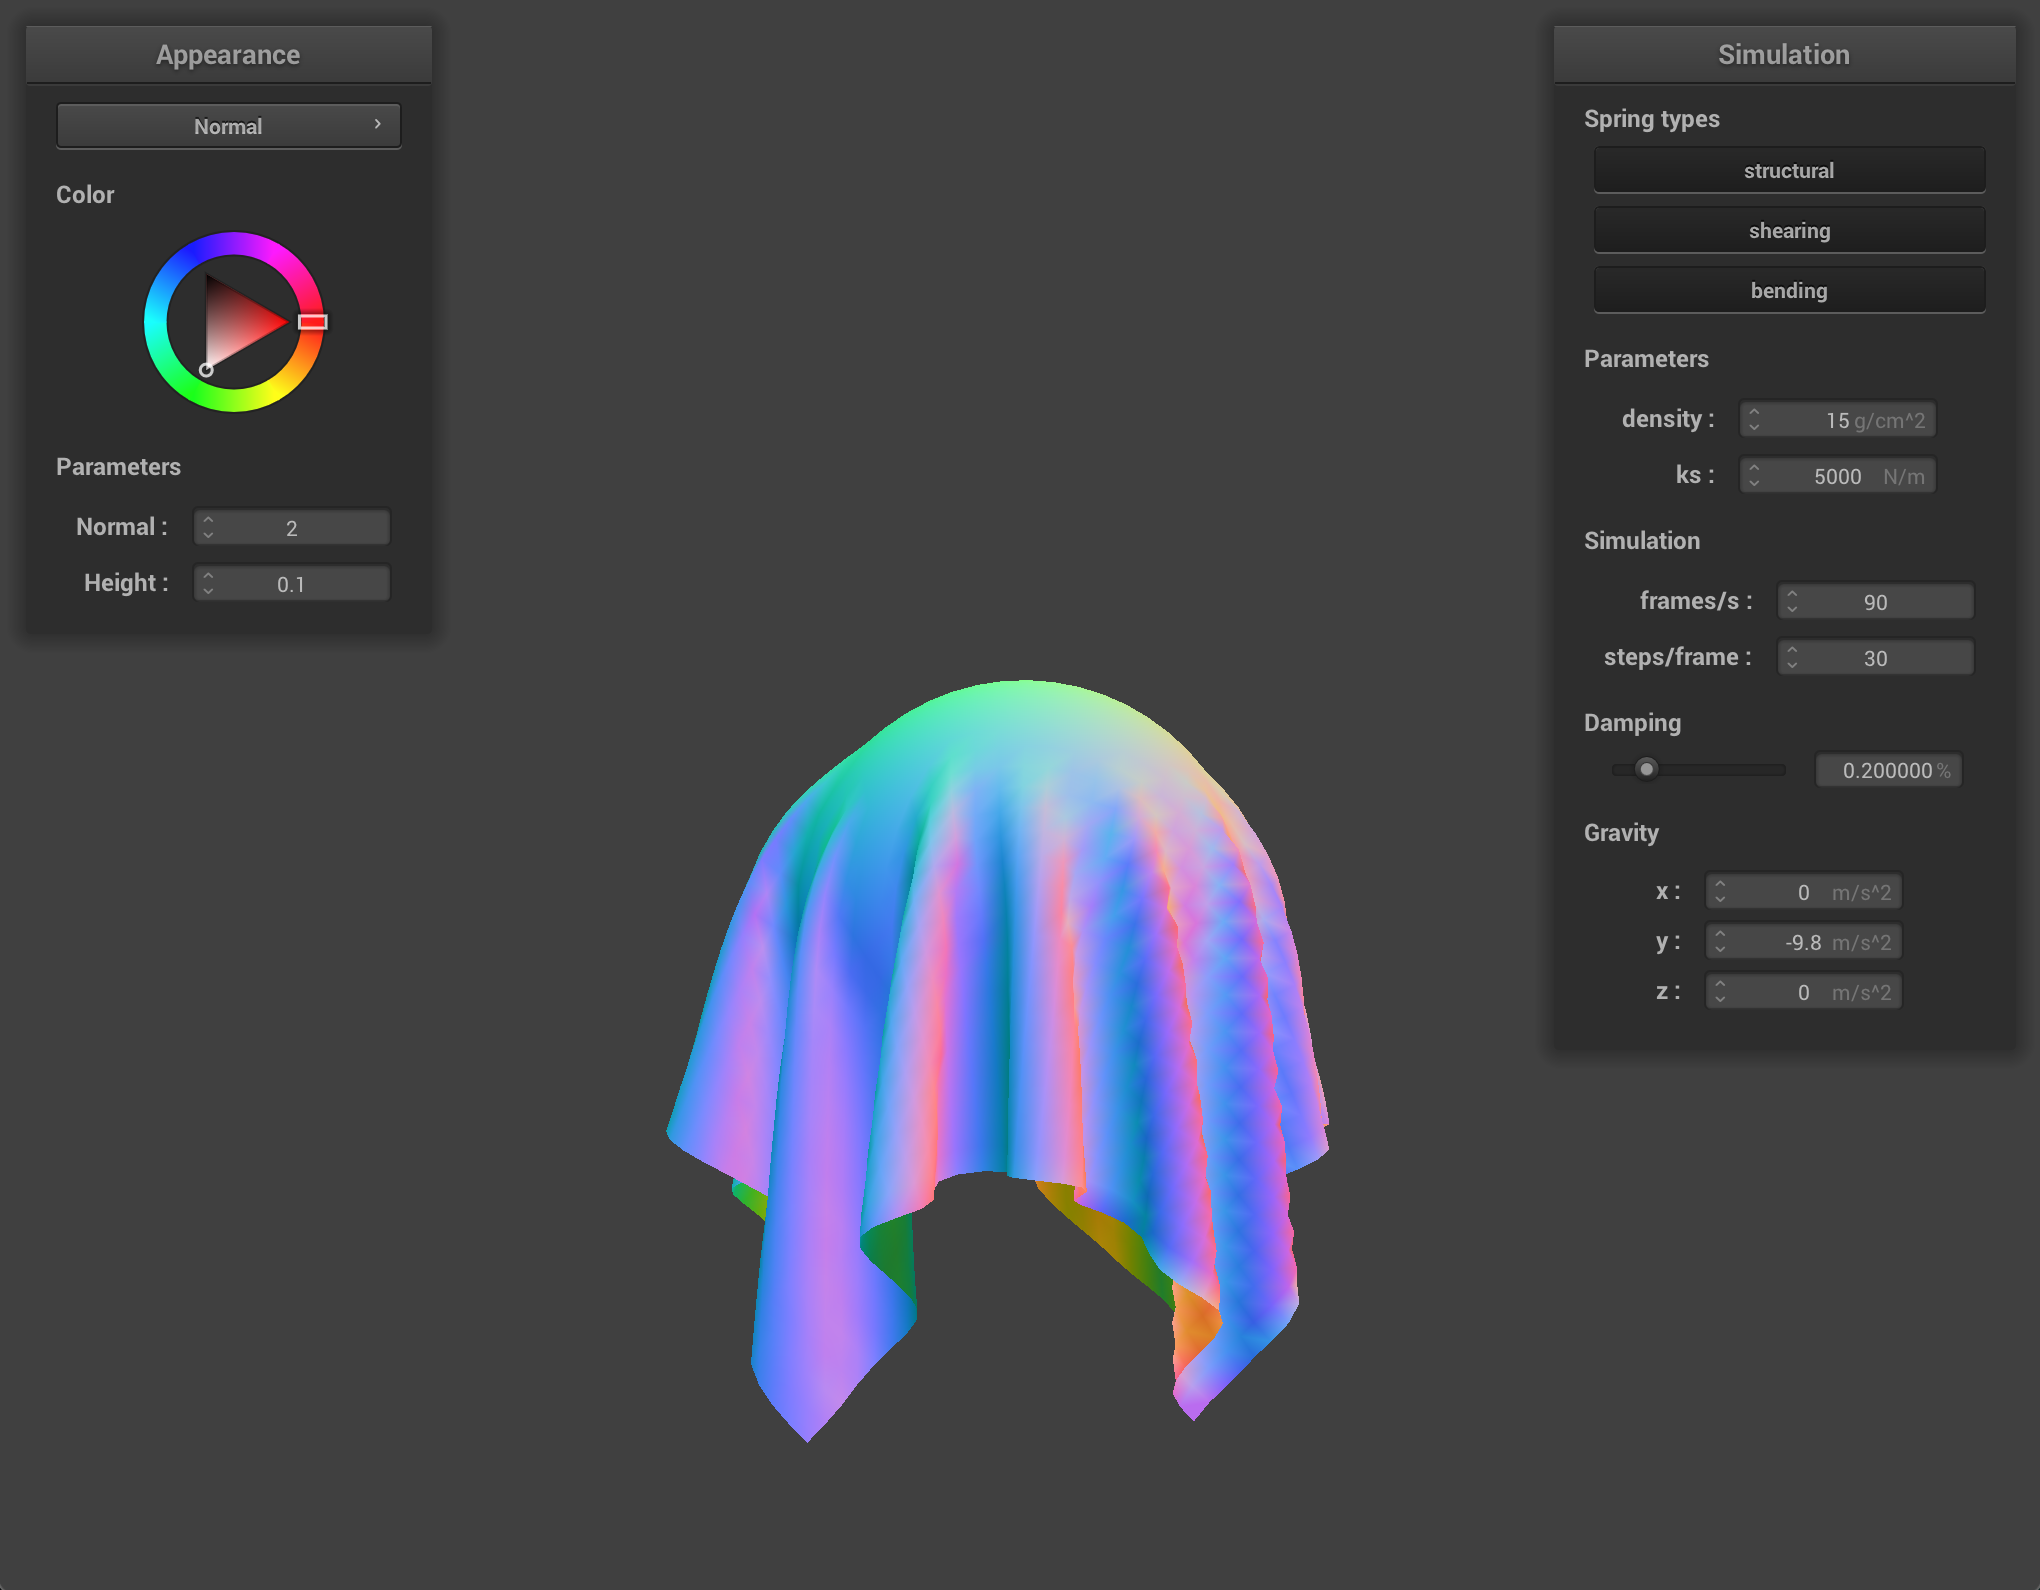 Appearance
Normal
Color
Parameters
Normal : 2
Height : 0.1
Simulation
Spring types
structural
shearing
bending
Parameters
density : 15 g/cm^2
ks : 5000 N/m
Simulation
frames/s : 90
steps/frame : 30
Damping
0.200000 %
Gravity
x : 0 m/s^2
y : -9.8 m/s^2
z : 0 m/s^2